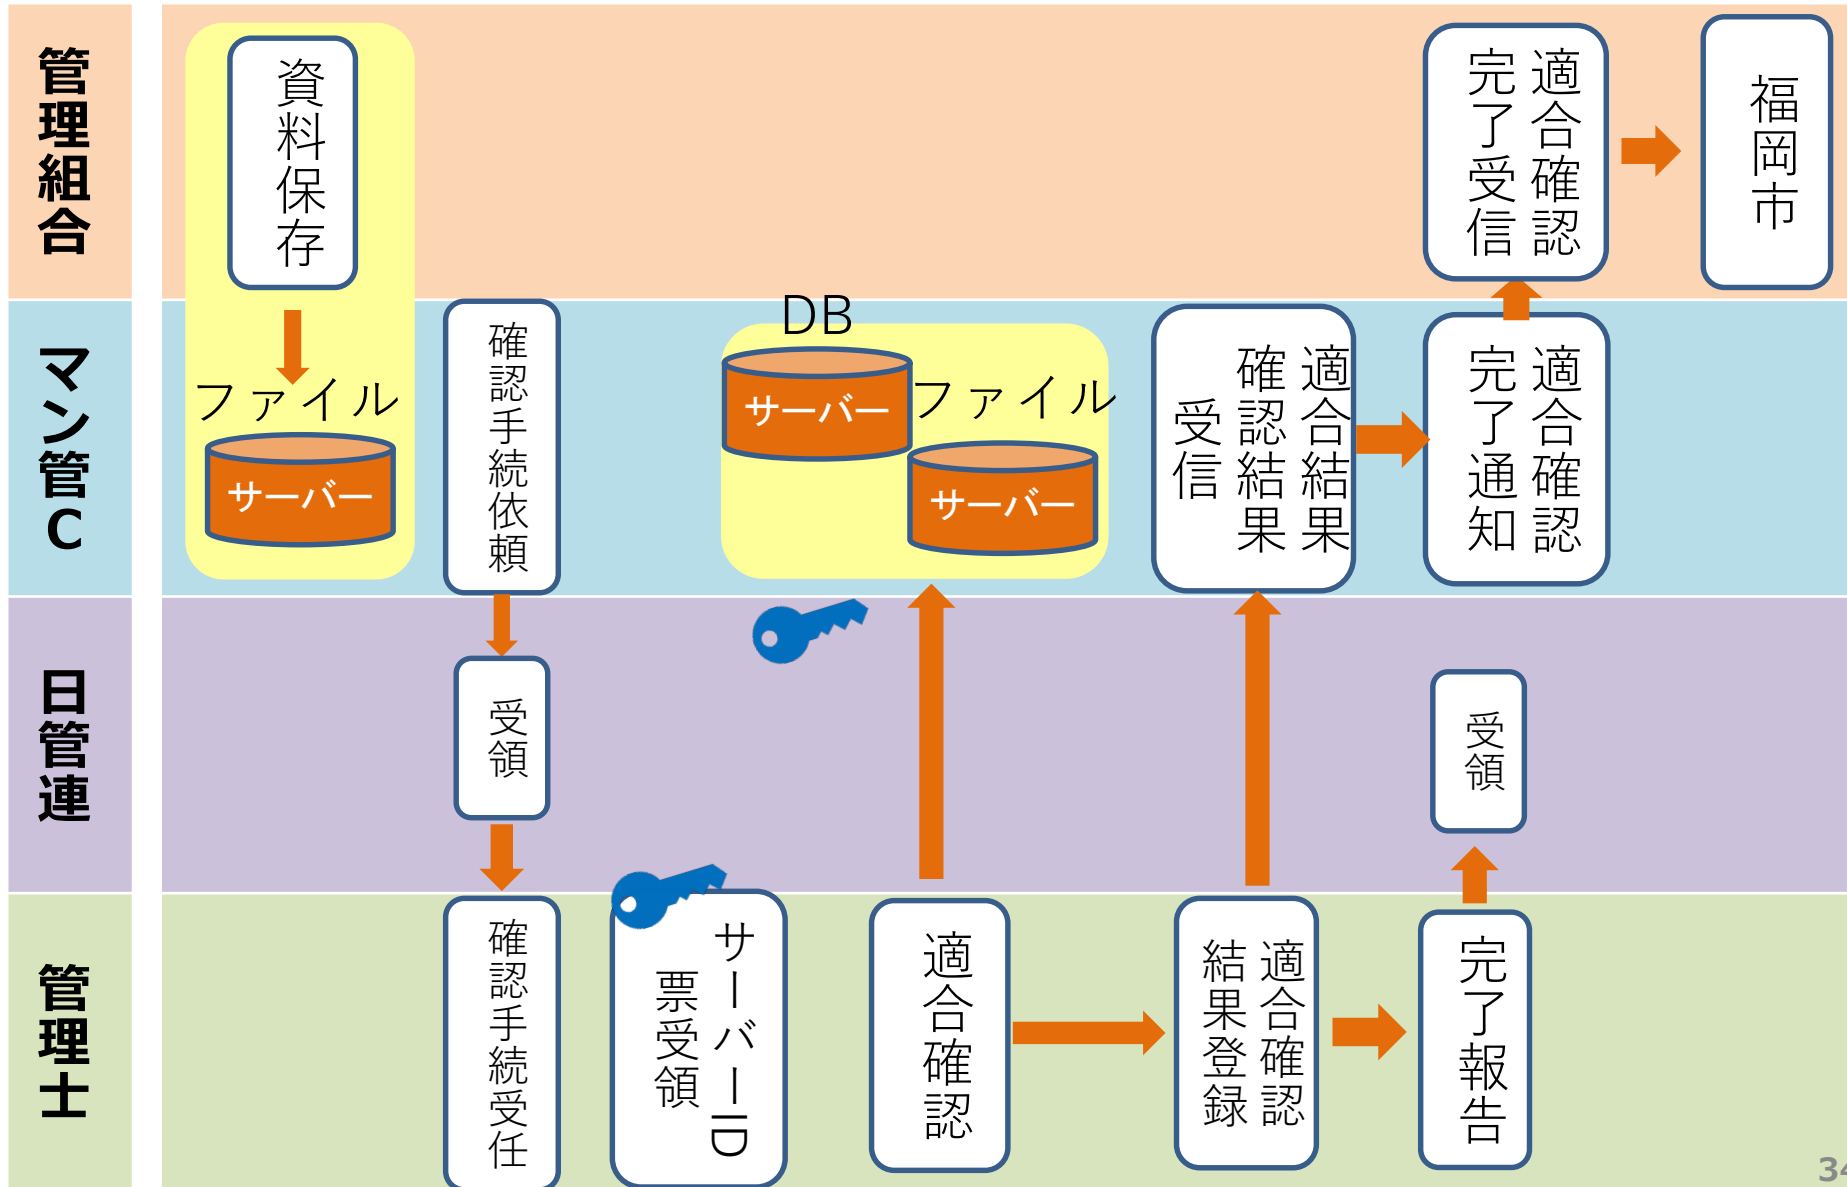 管理組合
資料保存
適合確認
完了受信
福岡市
マン管C
ファイル
サーバー
確認手続依頼
DB
サーバー
ファイル
サーバー
適合結果
確認結果
受信
適合確認
完了通知
日管連
受領
受領
管理士
確認手続受任
サーバーID
票受領
適合確認
適合確認
結果登録
完了報告
34